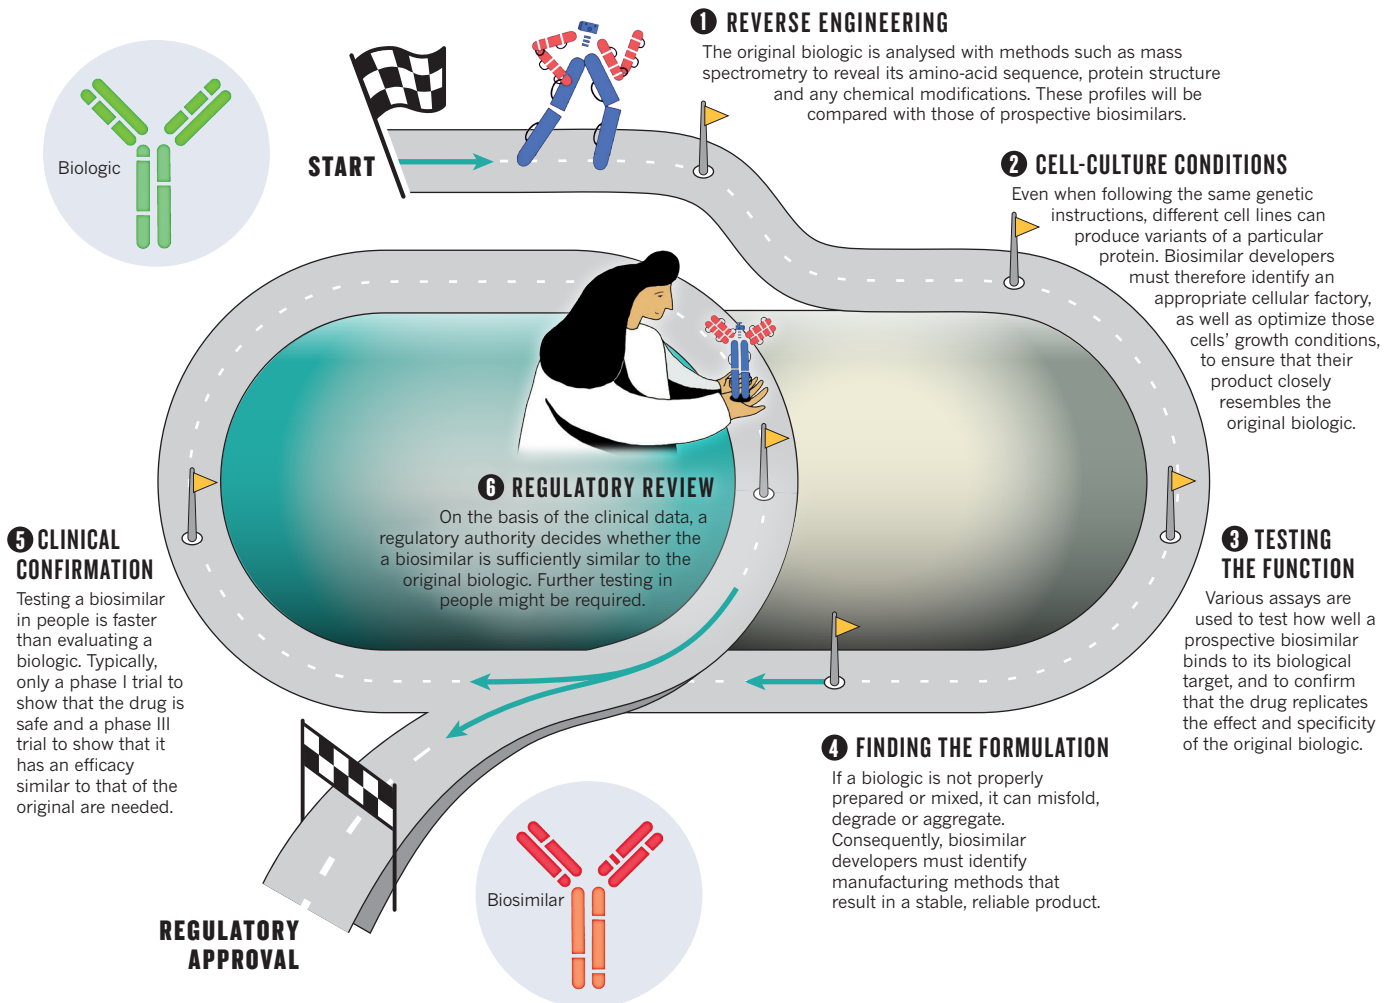 1 REVERSE ENGINEERING
The original biologic is analysed with methods such as mass
spectrometry to reveal its amino-acid sequence, protein structure
and any chemical modifications. These profiles will be
compared with those of prospective biosimilars.
Biologic
START
2 CELL-CULTURE CONDITIONS
Even when following the same genetic
instructions, different cell lines can
produce variants of a particular
protein. Biosimilar developers
must therefore identify an
appropriate cellular factory,
as well as optimize those
cells’ growth conditions,
to ensure that their
product closely
resembles the
original biologic.
3 TESTING
THE FUNCTION
Various assays are
used to test how well a
prospective biosimilar
binds to its biological
target, and to confirm
that the drug replicates
the effect and specificity
of the original biologic.
4 FINDING THE FORMULATION
If a biologic is not properly
prepared or mixed, it can misfold,
degrade or aggregate.
Consequently, biosimilar
developers must identify
manufacturing methods that
result in a stable, reliable product.
5 CLINICAL
CONFIRMATION
Testing a biosimilar
in people is faster
than evaluating a
biologic. Typically,
only a phase I trial to
show that the drug is
safe and a phase III
trial to show that it
has an efficacy
similar to that of the
original are needed.
6 REGULATORY REVIEW
On the basis of the clinical data, a
regulatory authority decides whether the
a biosimilar is sufficiently similar to the
original biologic. Further testing in
people might be required.
Biosimilar
REGULATORY
APPROVAL